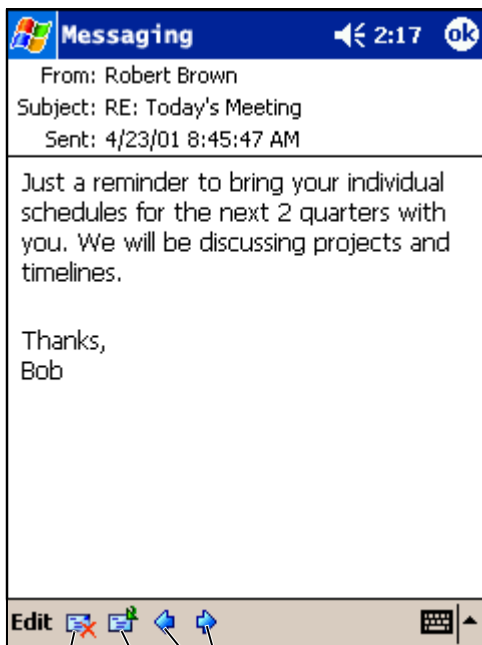 Messaging 2:17 ok
From: Robert Brown
Subject: RE: Today's Meeting
Sent: 4/23/01 8:45:47 AM
Just a reminder to bring your individual
schedules for the next 2 quarters with
you. We will be discussing projects and
timelines.
Thanks,
Bob
Edit